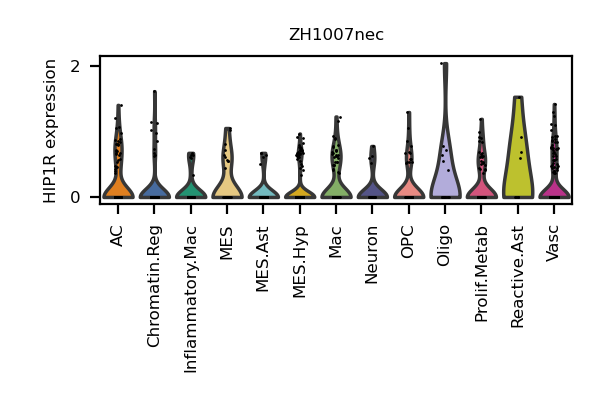 ZH1007nec
HIP1R expression
2
0
AC
Chromatin.Reg
Inflammatory.Mac
MES
MES.Ast
MES.Hyp
Mac
Neuron
OPC
Oligo
Prolif.Metab
Reactive.Ast
Vasc